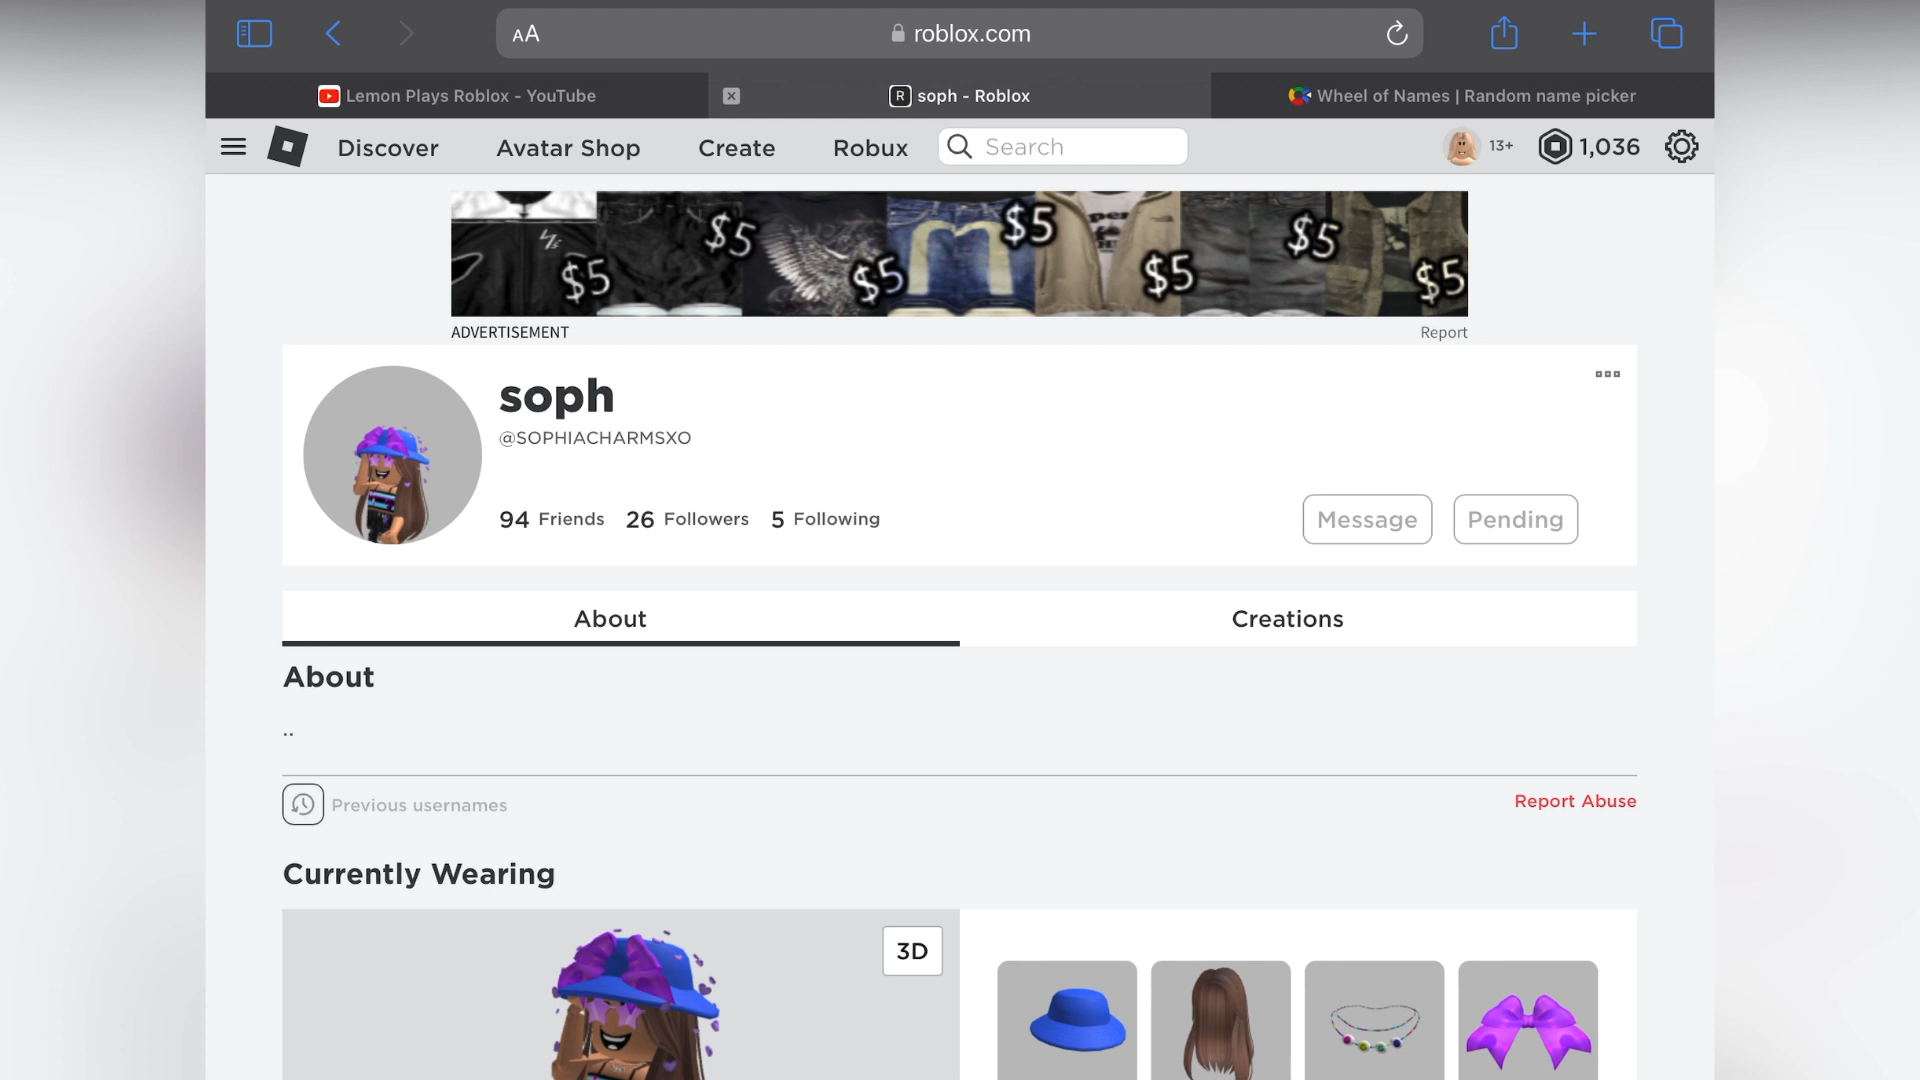 AA roblox.com
Lemon Plays Roblox - YouTube
soph - Roblox
Wheel of Names | Random name picker
Discover Avatar Shop Create Robux Search 13+ 1,036
$5 $5 $5 $5 $5 $5 $5
ADVERTISEMENT Report
soph
@SOPHIACHARMSXO
94 Friends 26 Followers 5 Following
Message Pending
About Creations
About
..
Previous usernames Report Abuse
Currently Wearing
3D